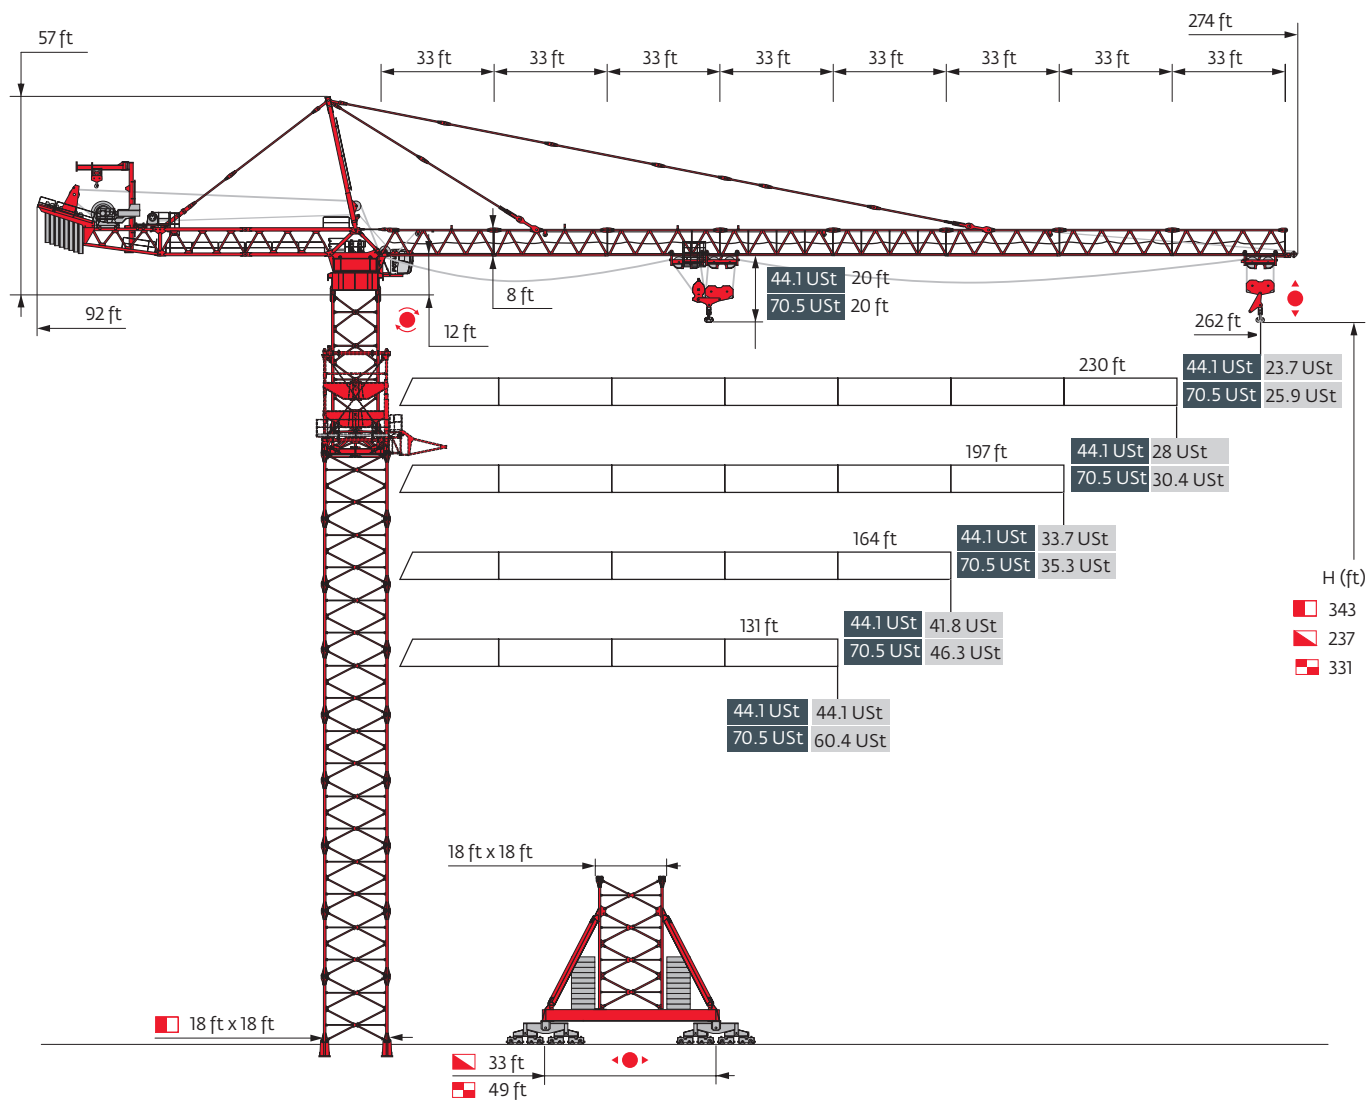 274 ft
57 ft
33 ft 33 ft 33 ft 33 ft 33 ft 33 ft 33 ft 33 ft
44.1 USt 20 ft
70.5 USt 20 ft
8 ft
92 ft
12 ft
262 ft
230 ft
44.1 USt 23.7 USt
70.5 USt 25.9 USt
197 ft
44.1 USt 28 USt
70.5 USt 30.4 USt
164 ft
44.1 USt 33.7 USt
70.5 USt 35.3 USt
H (ft)
343
237
331
131 ft
44.1 USt 41.8 USt
70.5 USt 46.3 USt
44.1 USt 44.1 USt
70.5 USt 60.4 USt
18 ft x 18 ft
18 ft x 18 ft
33 ft
49 ft